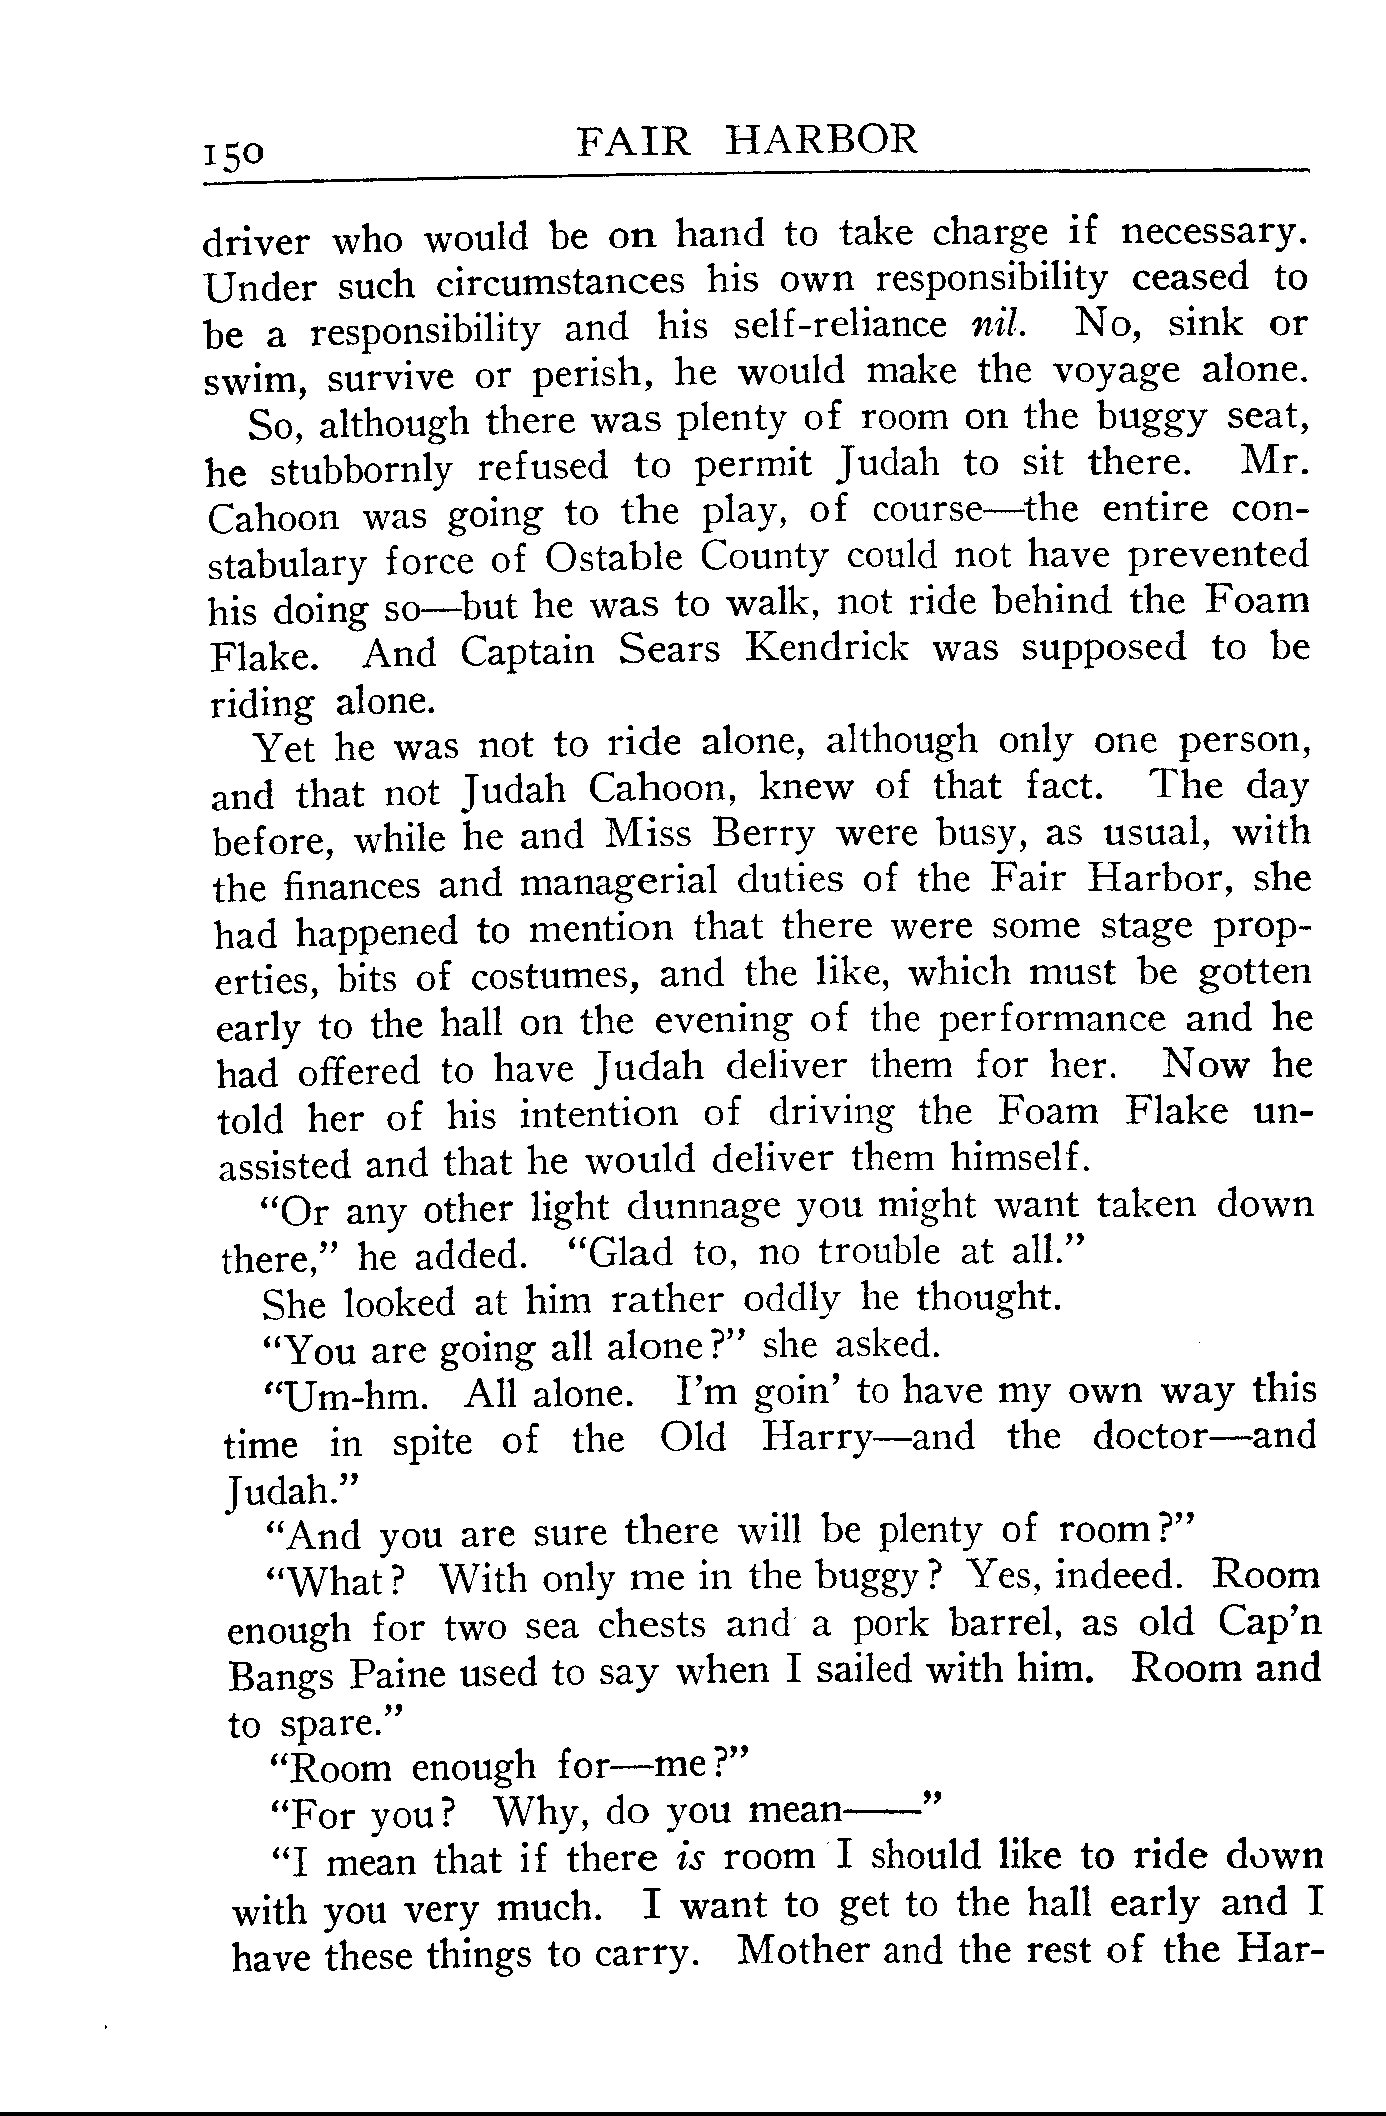 150 FAIR HARBOR
driver who would be on hand to take charge if necessary.
Under such circumstances his own responsibility ceased to
be a responsibility and his self-reliance nil. No, sink or
swim, survive or perish, he would make the voyage alone.
So, although there was plenty of room on the buggy seat,
he stubbornly refused to permit Judah to sit there. Mr.
Cahoon was going to the play, of course—the entire con-
stabulary force of Ostable County could not have prevented
his doing so—but he was to walk, not ride behind the Foam
Flake. And Captain Sears Kendrick was supposed to be
riding alone.
Yet he was not to ride alone, although only one person,
and that not Judah Cahoon, knew of that fact. The day
before, while he and Miss Berry were busy, as usual, with
the finances and managerial duties of the Fair Harbor, she
had happened to mention that there were some stage prop-
erties, bits of costumes, and the like, which must be gotten
early to the hall on the evening of the performance and he
had offered to have Judah deliver them for her. Now he
told her of his intention of driving the Foam Flake un-
assisted and that he would deliver them himself.
“Or any other light dunnage you might want taken down
there,” he added. “Glad to, no trouble at all.”
She looked at him rather oddly he thought.
“You are going all alone?” she asked.
“Um-hm. All alone. I’m goin’ to have my own way this
time in spite of the Old Harry—and the doctor—and
Judah.”
“And you are sure there will be plenty of room?”
“What? With only me in the buggy? Yes, indeed. Room
enough for two sea chests and a pork barrel, as old Cap’n
Bangs Paine used to say when I sailed with him. Room and
to spare.”
“Room enough for—me?”
“For you? Why, do you mean——”
“I mean that if there is room I should like to ride down
with you very much. I want to get to the hall early and I
have these things to carry. Mother and the rest of the Har-